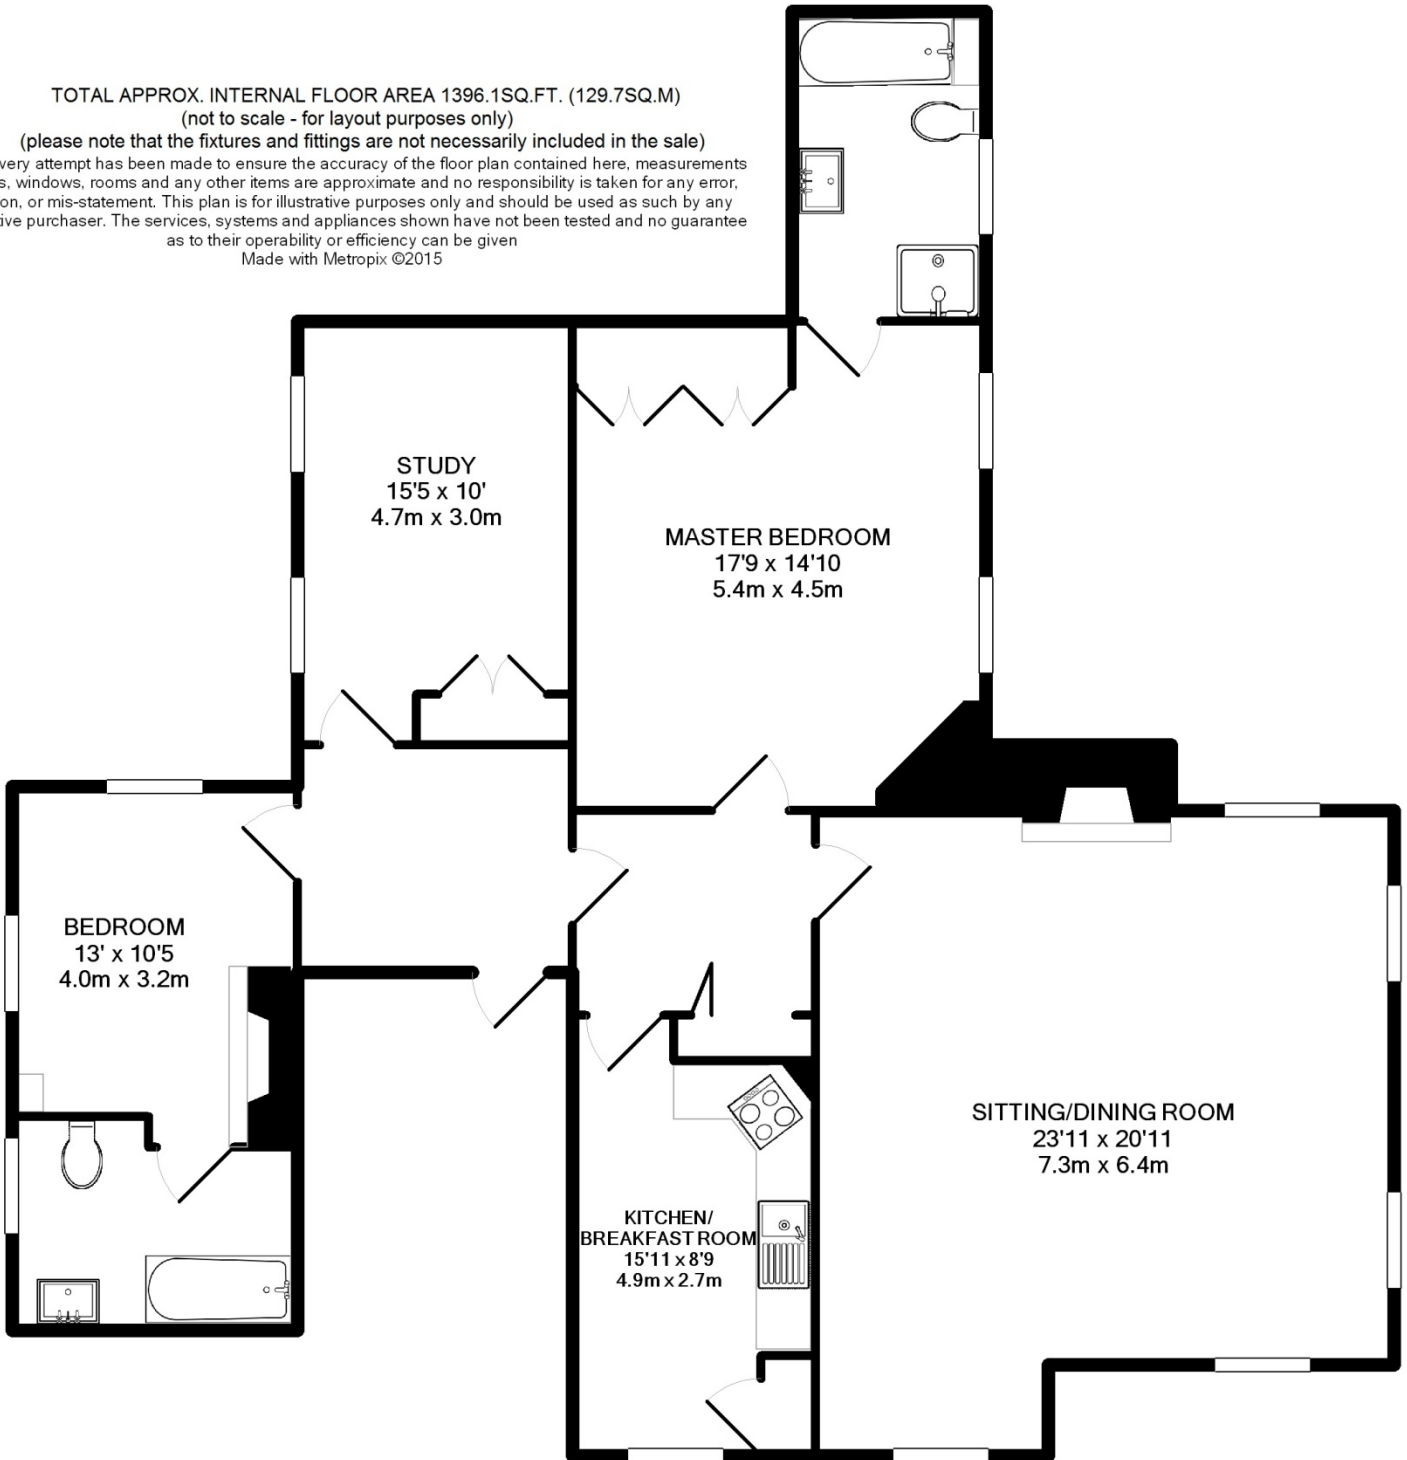 TOTAL APPROX. INTERNAL FLOOR AREA 1396.1SQ.FT. (129.7SQ.M)
(not to scale - for layout purposes only)
(please note that the fixtures and fittings are not necessarily included in the sale)
very attempt has been made to ensure the accuracy of the floor plan contained here, measurements
s, windows, rooms and any other items are approximate and no responsibility is taken for any error,
on, or mis-statement. This plan is for illustrative purposes only and should be used as such by any
ive purchaser. The services, systems and appliances shown have not been tested and no guarantee
as to their operability or efficiency can be given
Made with Metropix ©2015
STUDY
15'5 x 10'
4.7m x 3.0m
MASTER BEDROOM
17'9 x 14'10
5.4m x 4.5m
BEDROOM
13' x 10'5
4.0m x 3.2m
SITTING/DINING ROOM
23'11 x 20'11
7.3m x 6.4m
KITCHEN/
BREAKFAST ROOM
15'11 x 8'9
4.9m x 2.7m